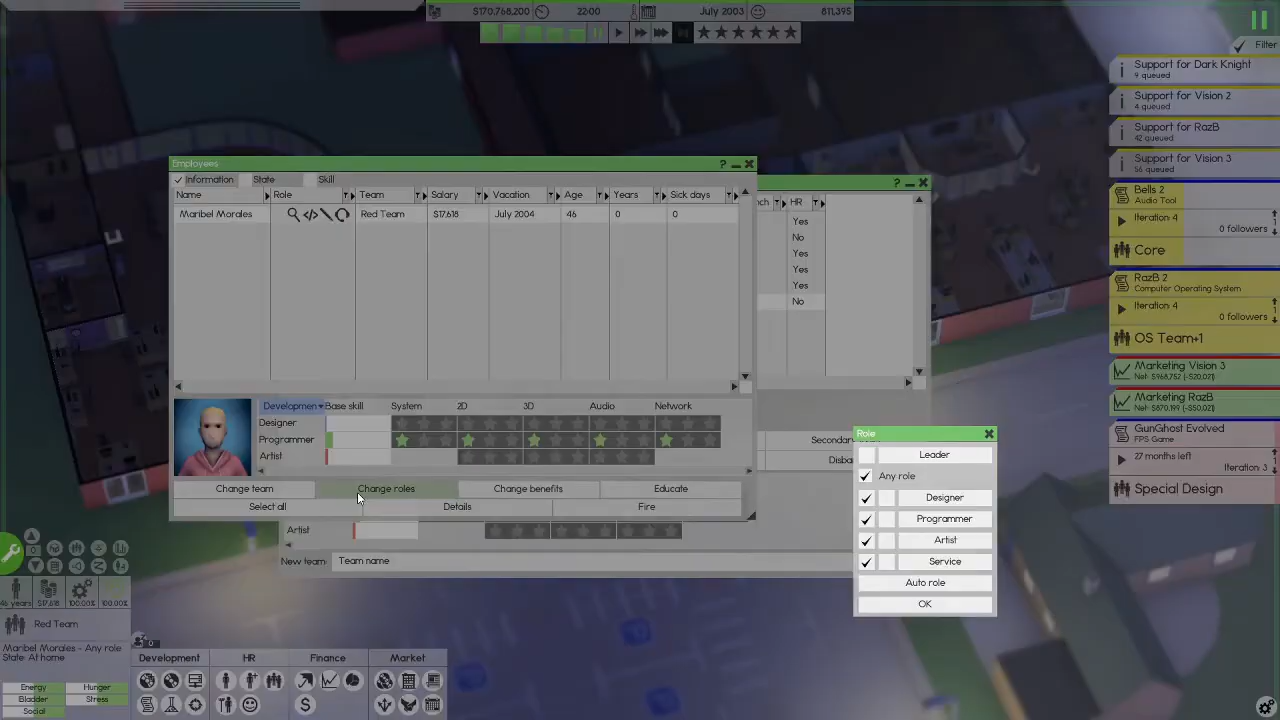 $170,768,200
22:00
July 2003
811,395
Filter
Support for Dark Knight
9 queued
Support for Vision 2
4 queued
Support for RazB
42 queued
Support for Vision 3
56 queued
Bells 2
Audio Tool
Iteration: 4
0 followers
Core
RazB 2
Computer Operating System
Iteration: 4
0 followers
OS Team+1
Marketing Vision 3
Marketing RazB
GunGhost Evolved
FPS Game
27 months left
Iteration: 3
Special Design
Employees
? 
Information State Skill
Name Role Team Salary Vacation Age Years Sick days
Maribel Morales Red Team $17,618 July 2004 46 0 0
?
HR
Yes
No
Yes
Yes
Yes
No
Base skill System 2D 3D Audio Network
Designer
Programmer
Artist
Change team Change roles Change benefits Educate
Select all Details Fire
Artist
New team: Team name
Role
Leader
Any role
Designer
Programmer
Artist
Service
Auto role
OK
46 years $17,618 100.00% 100.00%
Red Team
Maribel Morales - Any role
State: At home
Energy Hunger
Bladder Stress
Social
Development HR Finance Market